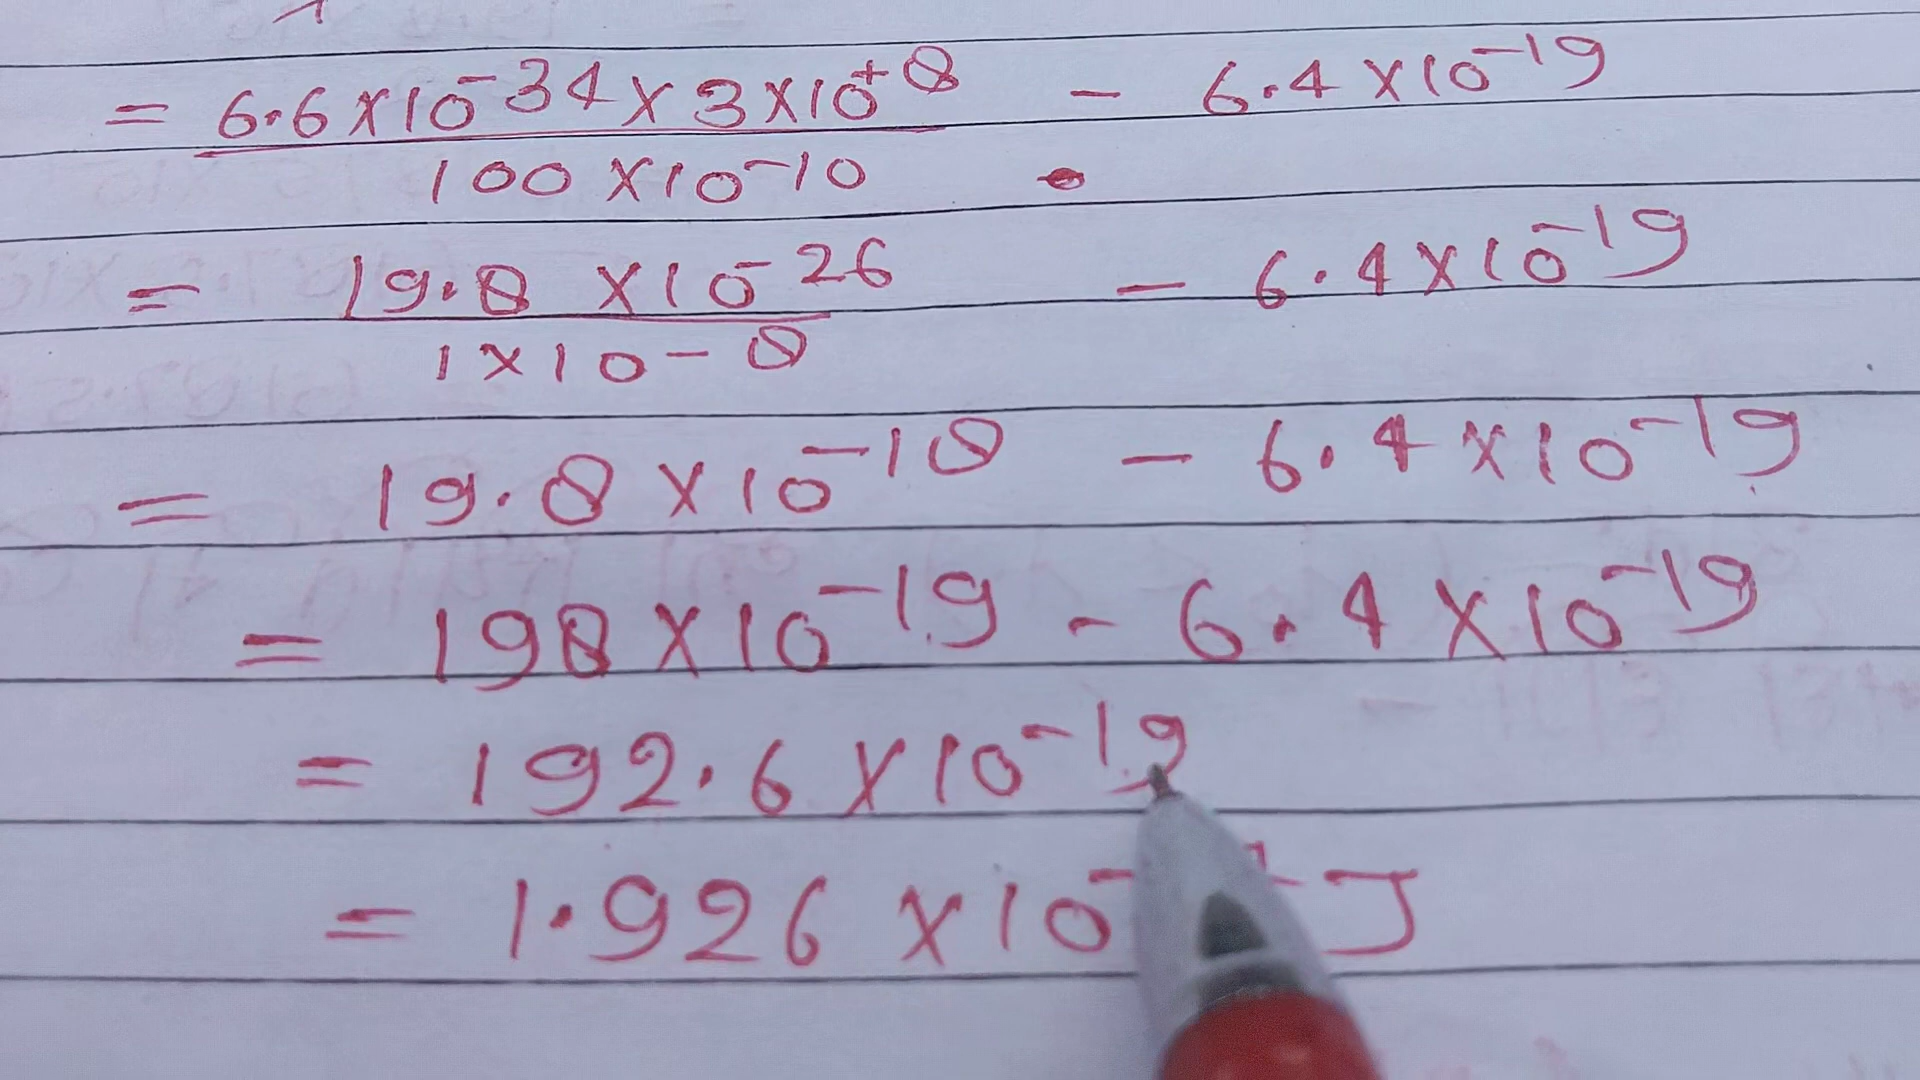 = 6.6 × 10⁻³⁴ × 3 × 10⁺⁸ − 6.4 × 10⁻¹⁹
100 × 10⁻¹⁰
= 19.8 × 10⁻²⁶ − 6.4 × 10⁻¹⁹
1 × 10⁻⁸
= 19.8 × 10⁻¹⁸ − 6.4 × 10⁻¹⁹
= 198 × 10⁻¹⁹ − 6.4 × 10⁻¹⁹
= 192.6 × 10⁻¹⁹
= 1.926 × 10⁻ J